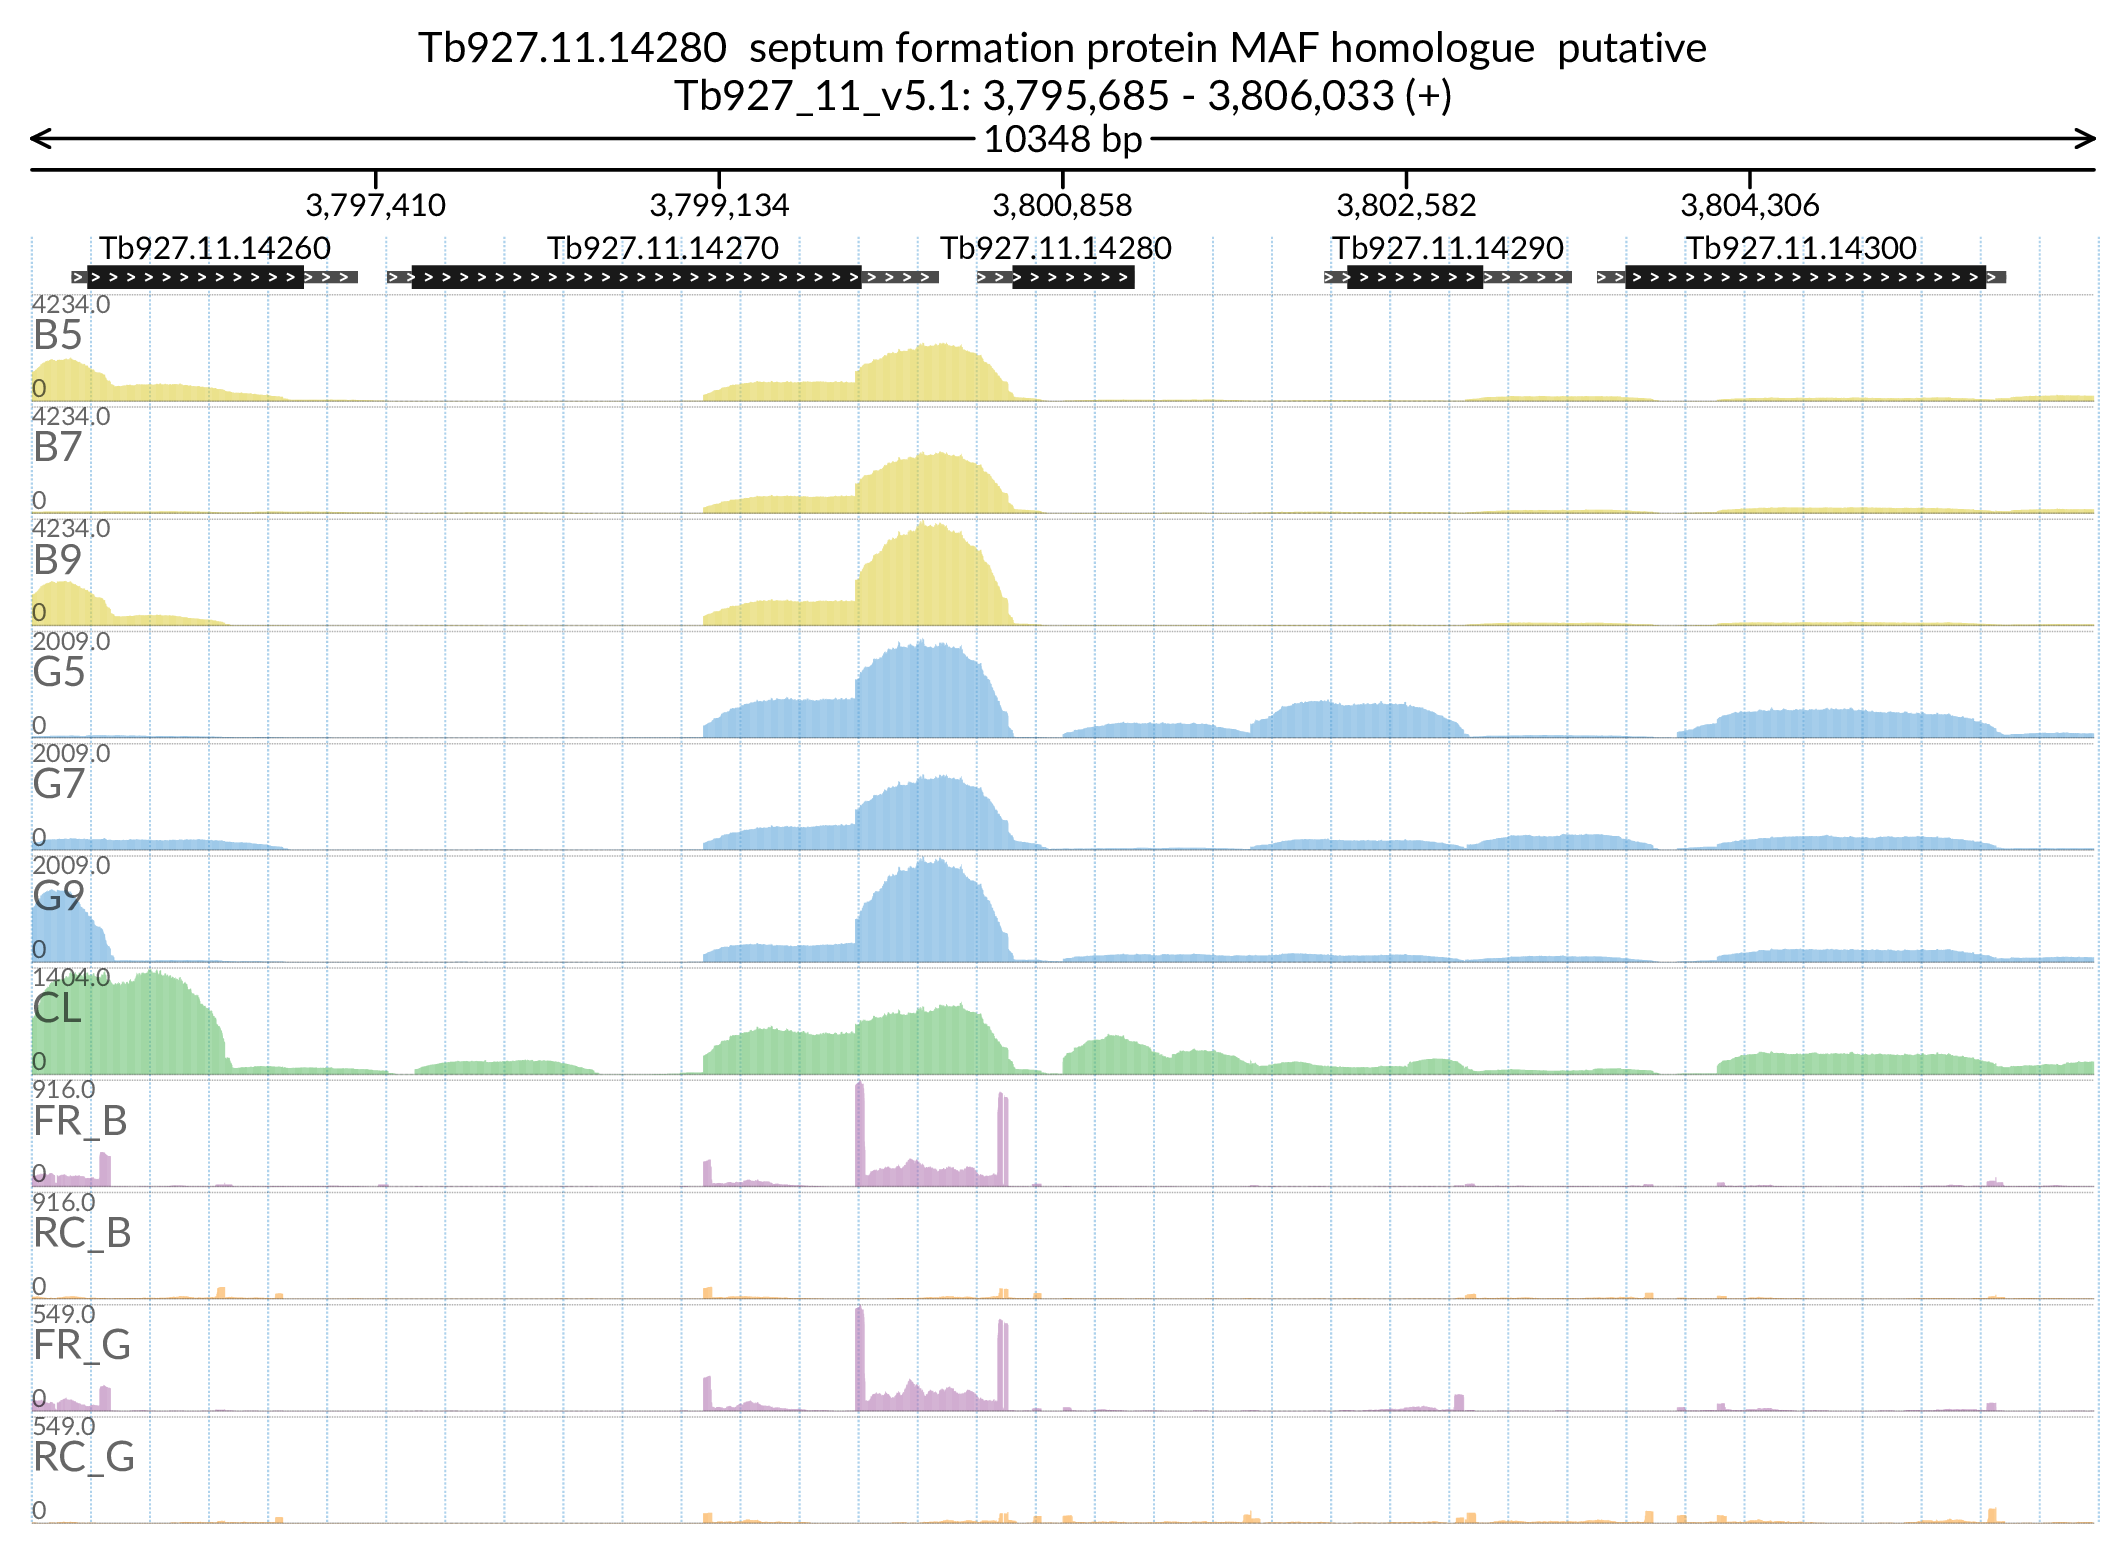 Tb927.11.14280  septum formation protein MAF homologue  putative
Tb927_11_v5.1: 3,795,685 - 3,806,033 (+)
10348 bp
3,797,410 3,799,134 3,800,858 3,802,582 3,804,306
Tb927.11.14260 Tb927.11.14270 Tb927.11.14280 Tb927.11.14290 Tb927.11.14300
4234.0
B5
0
4234.0
B7
0
4234.0
B9
0
2009.0
G5
0
2009.0
G7
0
2009.0
G9
0
1404.0
CL
0
916.0
FR_B
0
916.0
RC_B
0
549.0
FR_G
0
549.0
RC_G
0